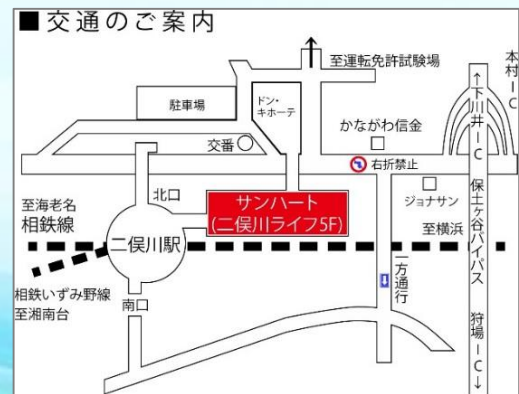 ■交通のご案内
至運転免許試験場
本村IC
駐車場
ドン・
キホーテ
かながわ信金
交番
右折禁止
←下川井IC 保土ヶ谷バイパス 狩場IC→
北口
サンハート
(二俣川ライフ5F)
ジョナサン
至海老名
相鉄線
至横浜
二俣川駅
一方通行
相鉄いずみ野線
至湘南台
南口